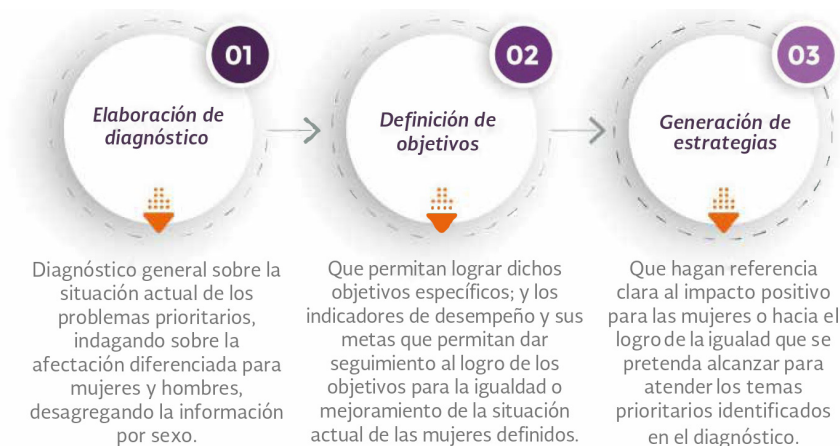 01
Elaboración de
diagnóstico
Diagnóstico general sobre la
situación actual de los
problemas prioritarios,
indagando sobre la
afectación diferenciada para
mujeres y hombres,
desagregando la información
por sexo.
02
Definición de
objetivos
Que permitan lograr dichos
objetivos específicos; y los
indicadores de desempeño y sus
metas que permitan dar
seguimiento al logro de los
objetivos para la igualdad o
mejoramiento de la situación
actual de las mujeres definidos.
03
Generación de
estrategias
Que hagan referencia
clara al impacto positivo
para las mujeres o hacia el
logro de la igualad que se
pretenda alcanzar para
atender los temas
prioritarios identificados
en el diagnóstico.